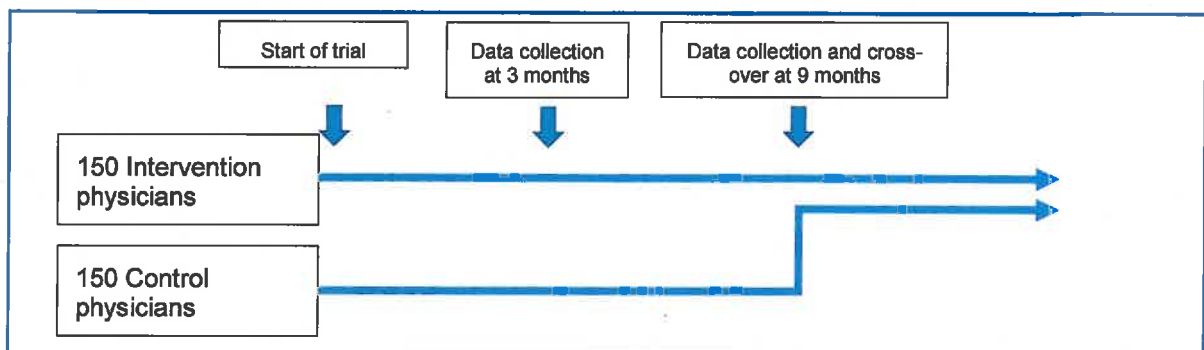 Start of trial
Data collection
at 3 months
Data collection and cross-
over at 9 months
150 Intervention
physicians
150 Control
physicians